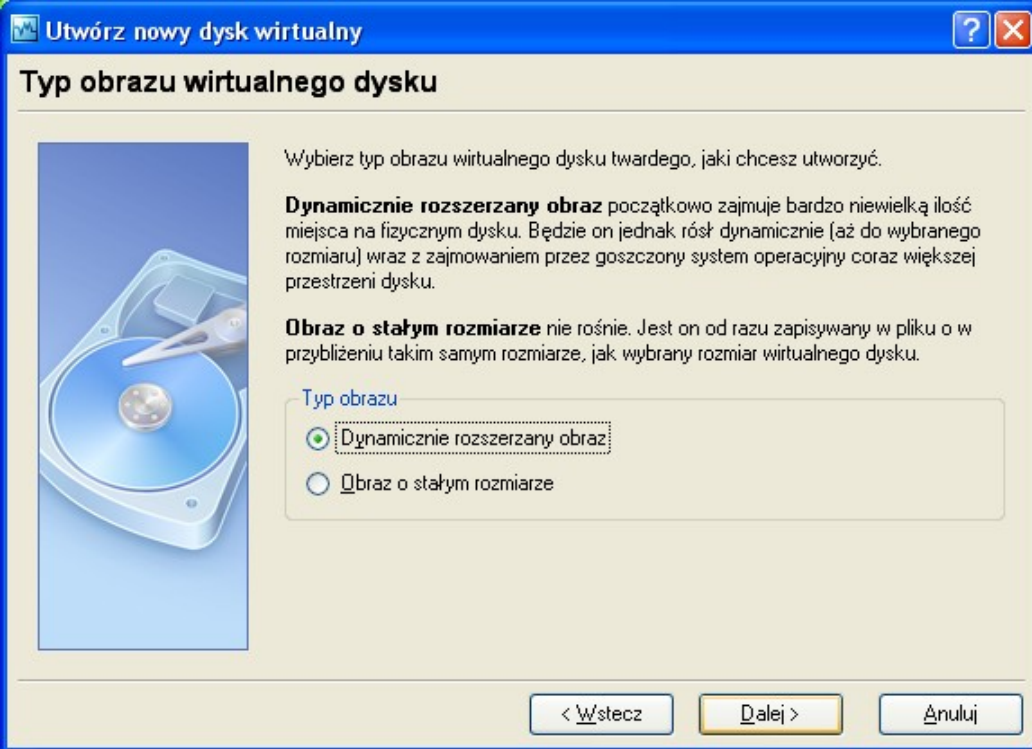 Utwórz nowy dysk wirtualny
Typ obrazu wirtualnego dysku
Wybierz typ obrazu wirtualnego dysku twardego, jaki chcesz utworzyć.
Dynamicznie rozszerzany obraz początkowo zajmuje bardzo niewielką ilość
miejsca na fizycznym dysku. Będzie on jednak rósł dynamicznie (aż do wybranego
rozmiaru) wraz z zajmowaniem przez goszczony system operacyjny coraz większej
przestrzeni dysku.
Obraz o stałym rozmiarze nie rośnie. Jest on od razu zapisywany w pliku o w
przybliżeniu takim samym rozmiarze, jak wybrany rozmiar wirtualnego dysku.
Typ obrazu
Dynamicznie rozszerzany obraz
Obraz o stałym rozmiarze
< Wstecz
Dalej >
Anuluj